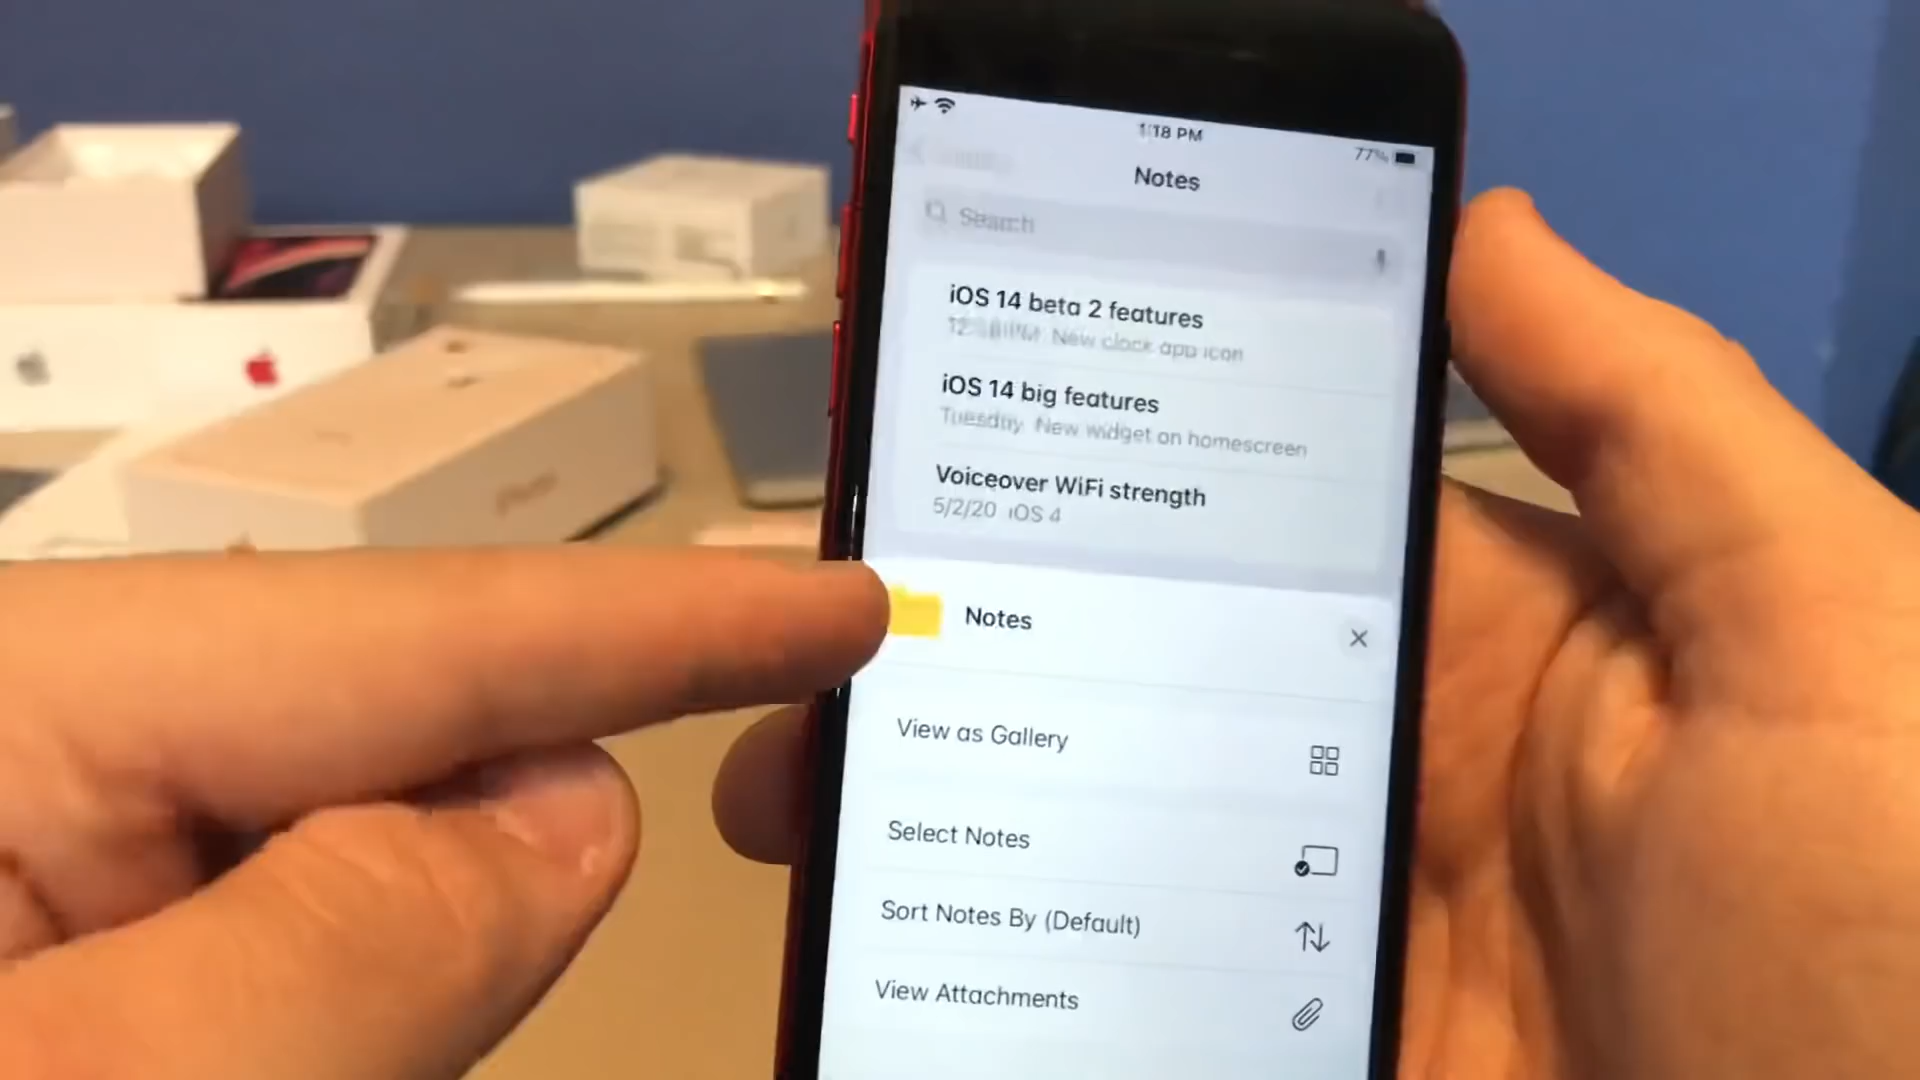 1:18 PM
77%
Notes
Search
iOS 14 beta 2 features
New clock app icon
iOS 14 big features
Tuesday New widget on homescreen
Voiceover WiFi strength
5/2/20 iOS 4
Notes
View as Gallery
Select Notes
Sort Notes By (Default)
View Attachments